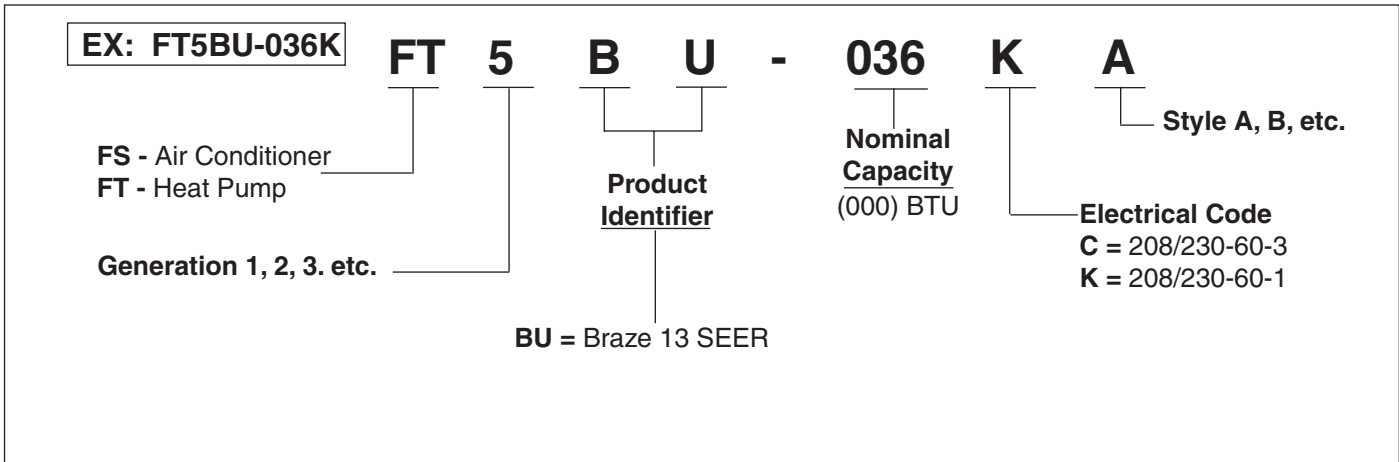 EX: FT5BU-036K
FT 5 B U - 036 K A
FS - Air Conditioner
FT - Heat Pump
Generation 1, 2, 3. etc.
Product
Identifier
BU = Braze 13 SEER
Nominal
Capacity
(000) BTU
Style A, B, etc.
Electrical Code
C = 208/230-60-3
K = 208/230-60-1